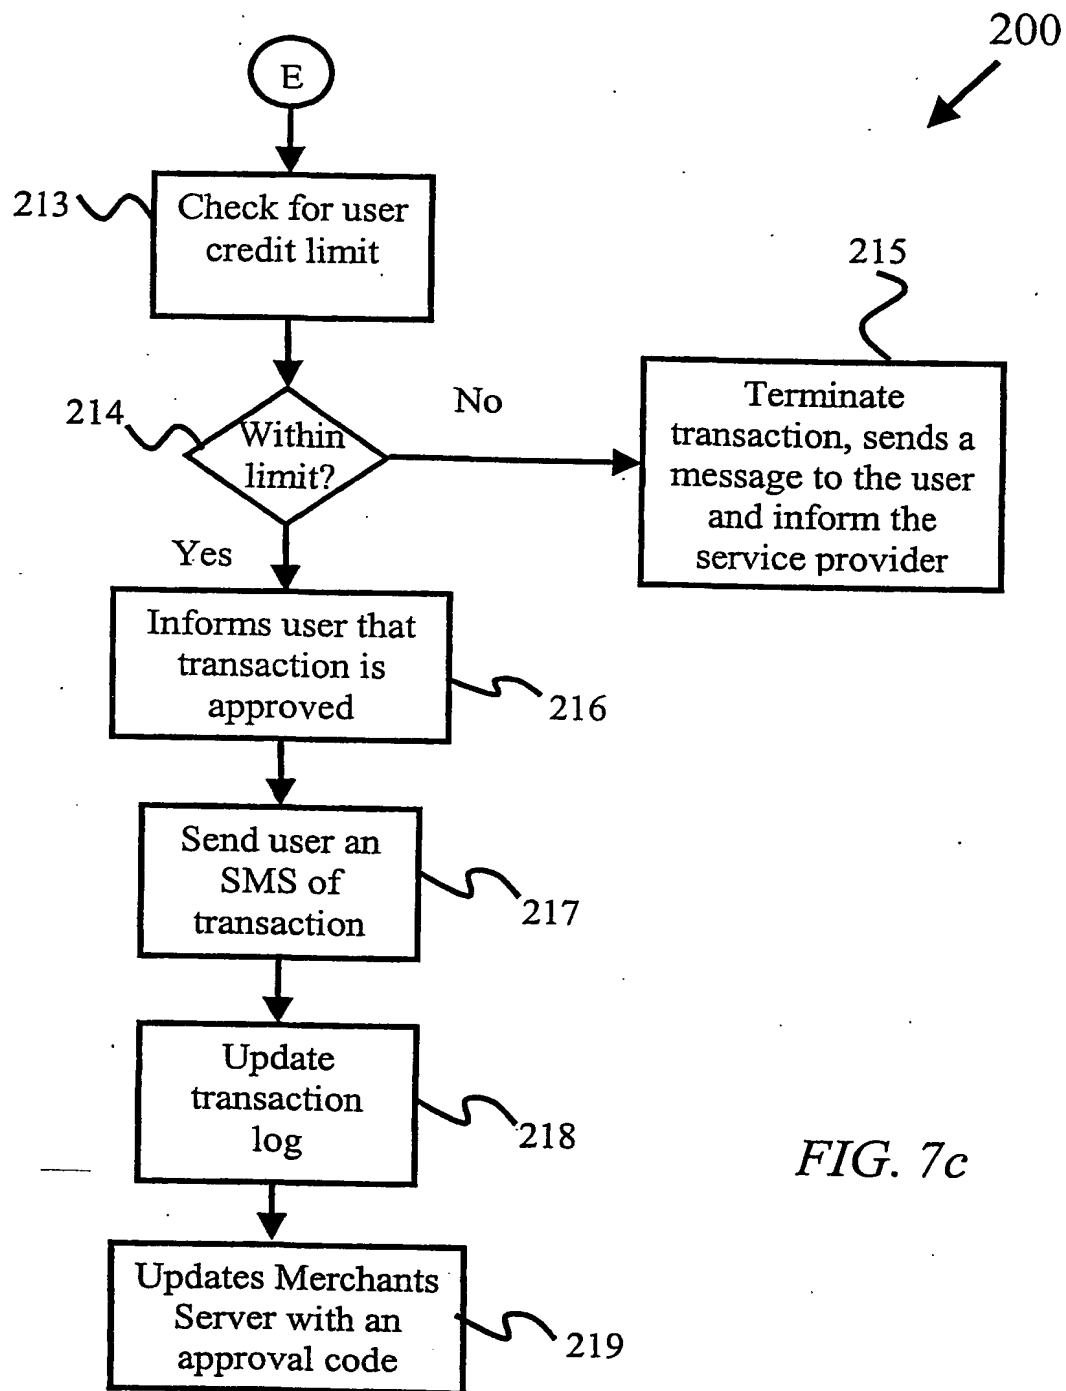 200
E
213
Check for user
credit limit
214
Within
limit?
No
215
Terminate
transaction, sends a
message to the user
and inform the
service provider
Yes
Informs user that
transaction is
approved
216
Send user an
SMS of
transaction
217
Update
transaction
log
218
FIG. 7c
Updates Merchants
Server with an
approval code
219